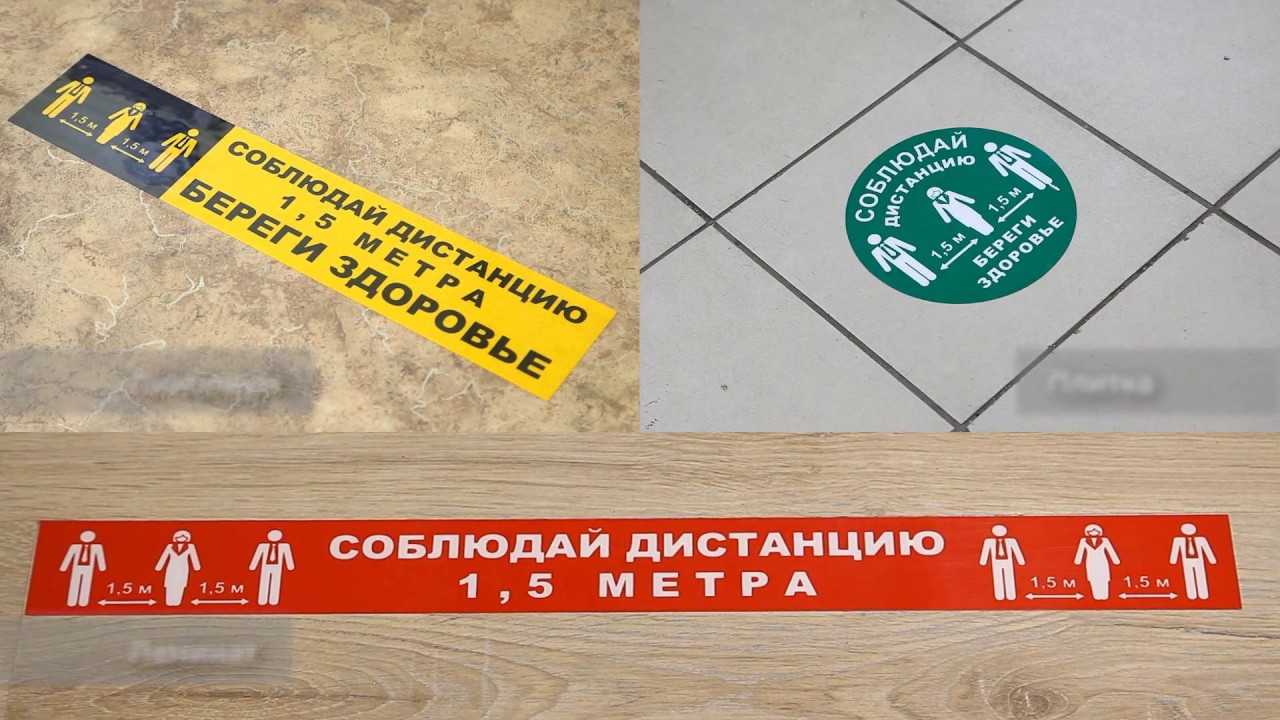 1,5 м
1,5 м
СОБЛЮДАЙ ДИСТАНЦИЮ
1,5 МЕТРА
БЕРЕГИ ЗДОРОВЬЕ
СОБЛЮДАЙ
ДИСТАНЦИЮ
1,5 м
1,5 м
БЕРЕГИ
ЗДОРОВЬЕ
Плитка
1,5 м
1,5 м
СОБЛЮДАЙ ДИСТАНЦИЮ
1,5 МЕТРА
1,5 м
1,5 м